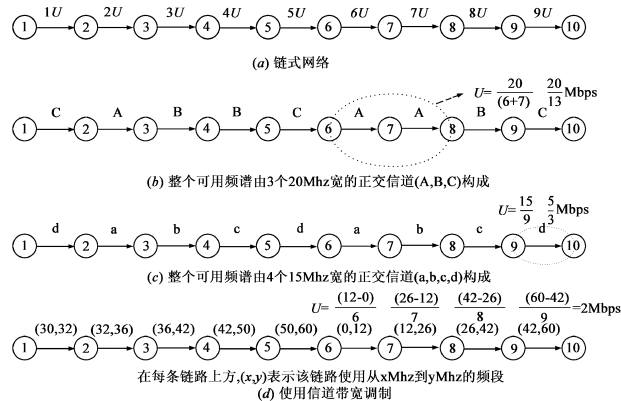 1U 2U 3U 4U 5U 6U 7U 8U 9U
1 2 3 4 5 6 7 8 9 10
(a) 链式网络
U= 20/(6+7) 20/13 Mbps
C A B B C A A B C
1 2 3 4 5 6 7 8 9 10
(b) 整个可用频谱由3个20Mhz宽的正交信道(A,B,C)构成
U= 15/9 5/3 Mbps
d a b c d a b c d
1 2 3 4 5 6 7 8 9 10
(c) 整个可用频谱由4个15Mhz宽的正交信道(a,b,c,d)构成
U= (12-0)/6 (26-12)/7 (42-26)/8 (60-42)/9 =2Mbps
(30,32) (32,36) (36,42) (42,50) (50,60) (0,12) (12,26) (26,42) (42,60)
1 2 3 4 5 6 7 8 9 10
在每条链路上方,(x,y)表示该链路使用从xMhz到yMhz的频段
(d) 使用信道带宽调制